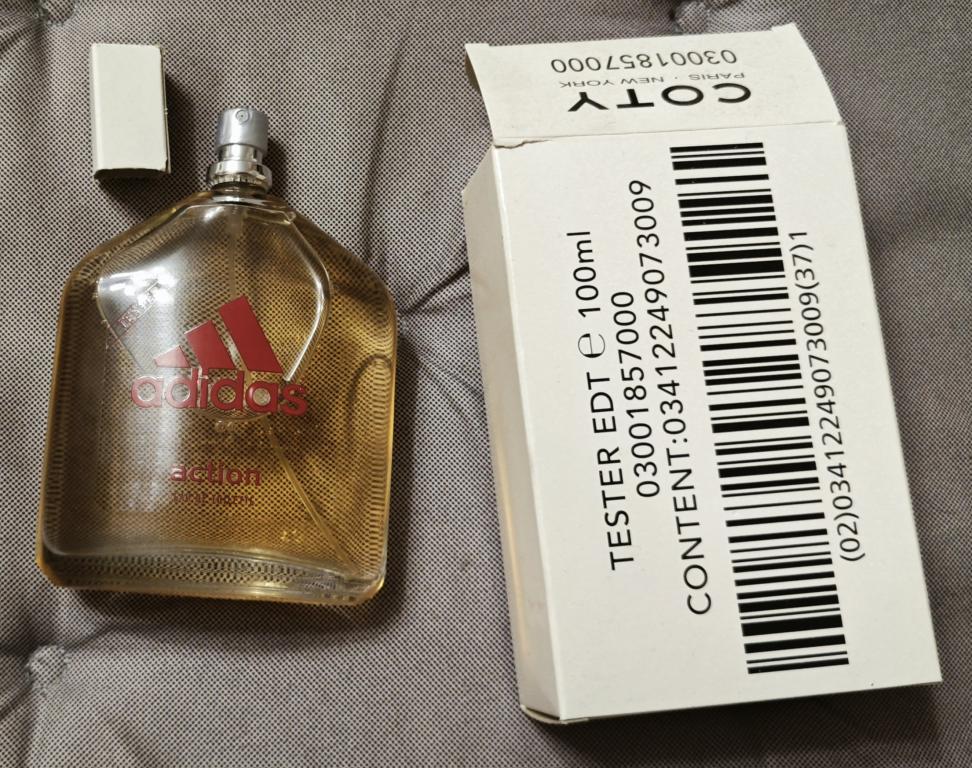 adidas
action
COTY
PARIS · NEW YORK
03001857000
TESTER EDT ℮ 100ml
03001857000
CONTENT:03412249073009
(02)03412249073009(37)1